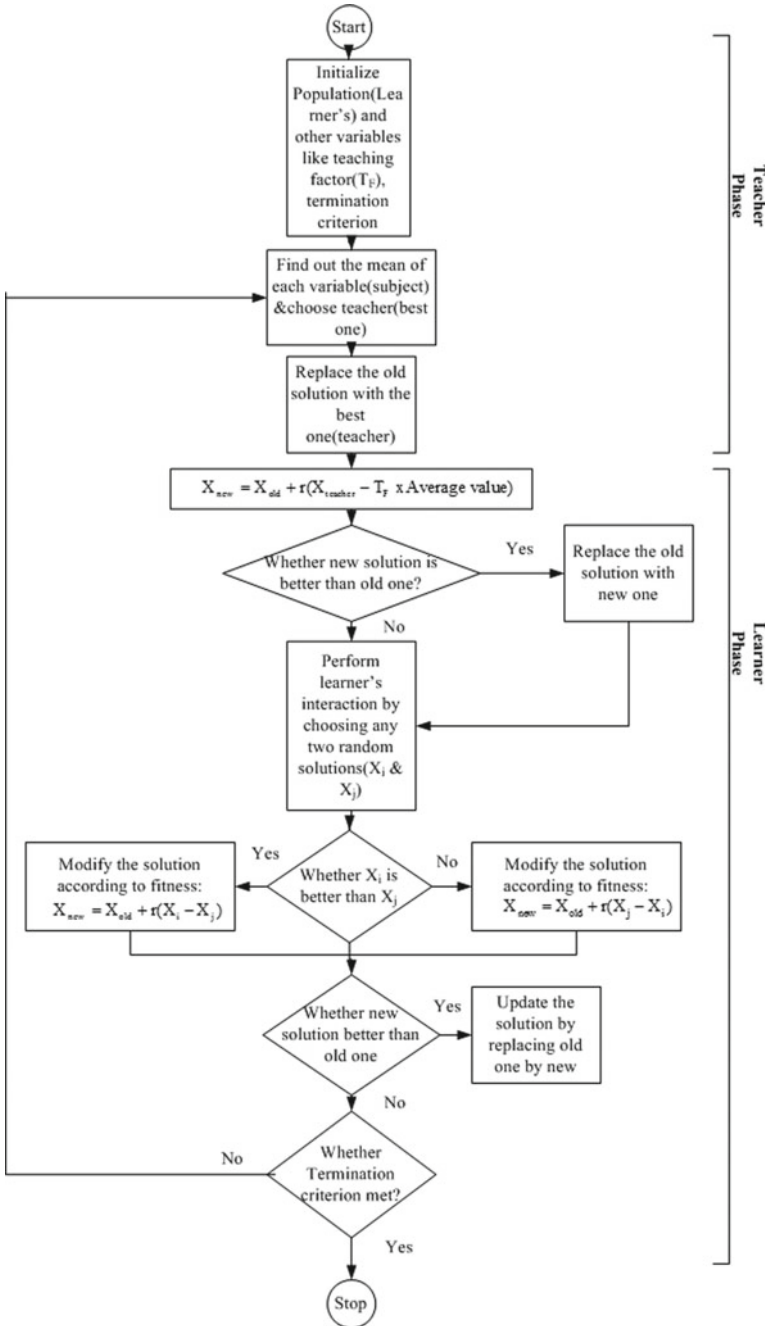 Start
Initialize
Population(Lea
rner's) and
other variables
like teaching
factor(T_F),
termination
criterion
Find out the mean of
each variable(subject)
&choose teacher(best
one)
Replace the old
solution with the
best
one(teacher)
Teacher
Phase
X_new = X_old + r(X_teacher − T_F x Average value)
Whether new solution is
better than old one?
Yes
Replace the old
solution with
new one
No
Perform
learner's
interaction by
choosing any
two random
solutions(X_i &
X_j)
Learner
Phase
Whether X_i is
better than X_j
Yes
Modify the solution
according to fitness:
X_new = X_old + r(X_i − X_j)
No
Modify the solution
according to fitness:
X_new = X_old + r(X_j − X_i)
Whether new
solution better than
old one
Yes
Update the
solution by
replacing old
one by new
No
Whether
Termination
criterion met?
No
Yes
Stop